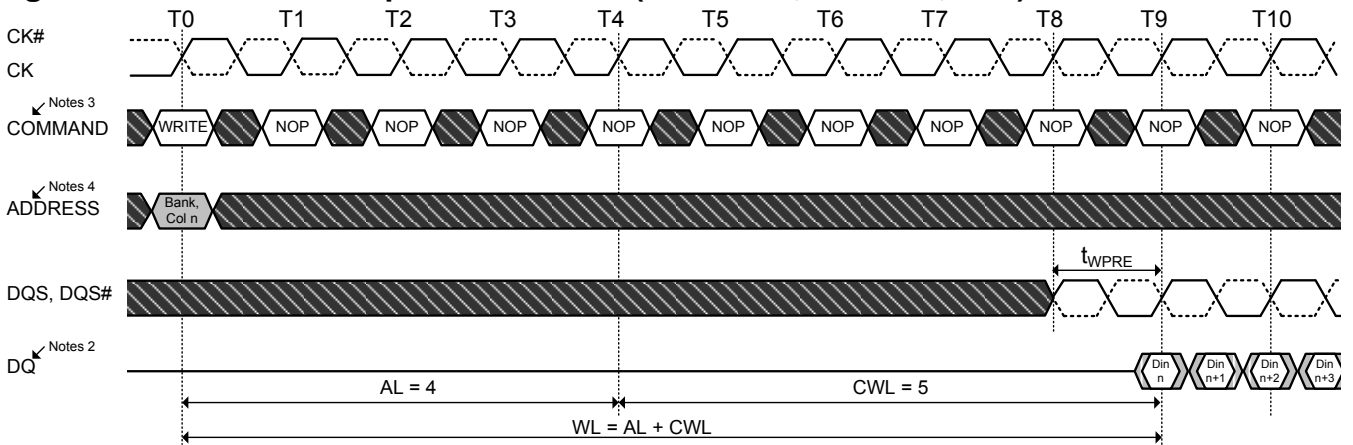 T0 T1 T2 T3 T4 T5 T6 T7 T8 T9 T10
CK#
CK
Notes 3
COMMAND WRITE NOP NOP NOP NOP NOP NOP NOP NOP NOP NOP
Notes 4
ADDRESS Bank, Col n
tWPRE
DQS, DQS#
Notes 2
DQ Din n Din n+1 Din n+2 Din n+3
AL = 4 CWL = 5
WL = AL + CWL